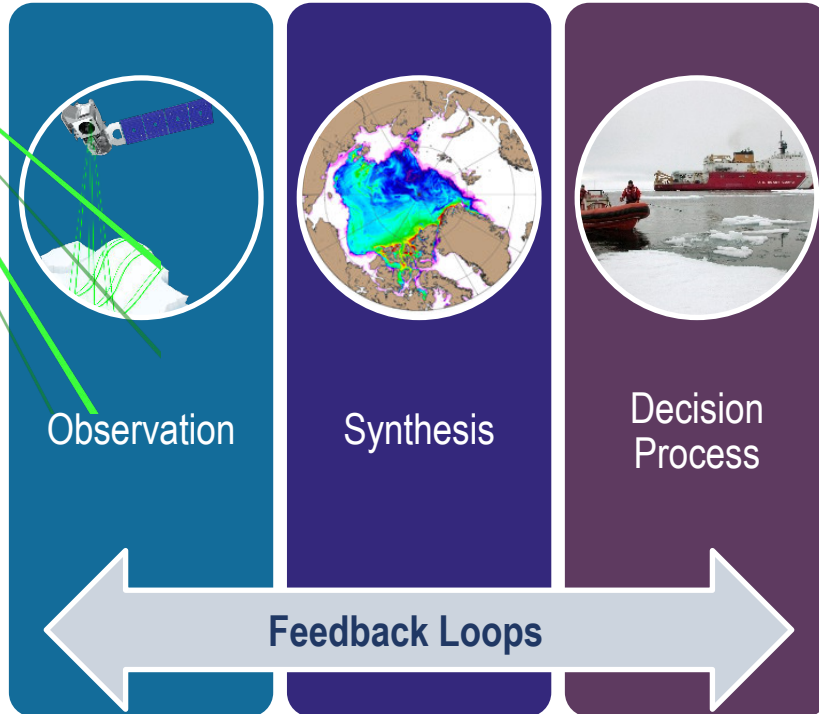 Observation
Synthesis
Decision
Process
Feedback Loops